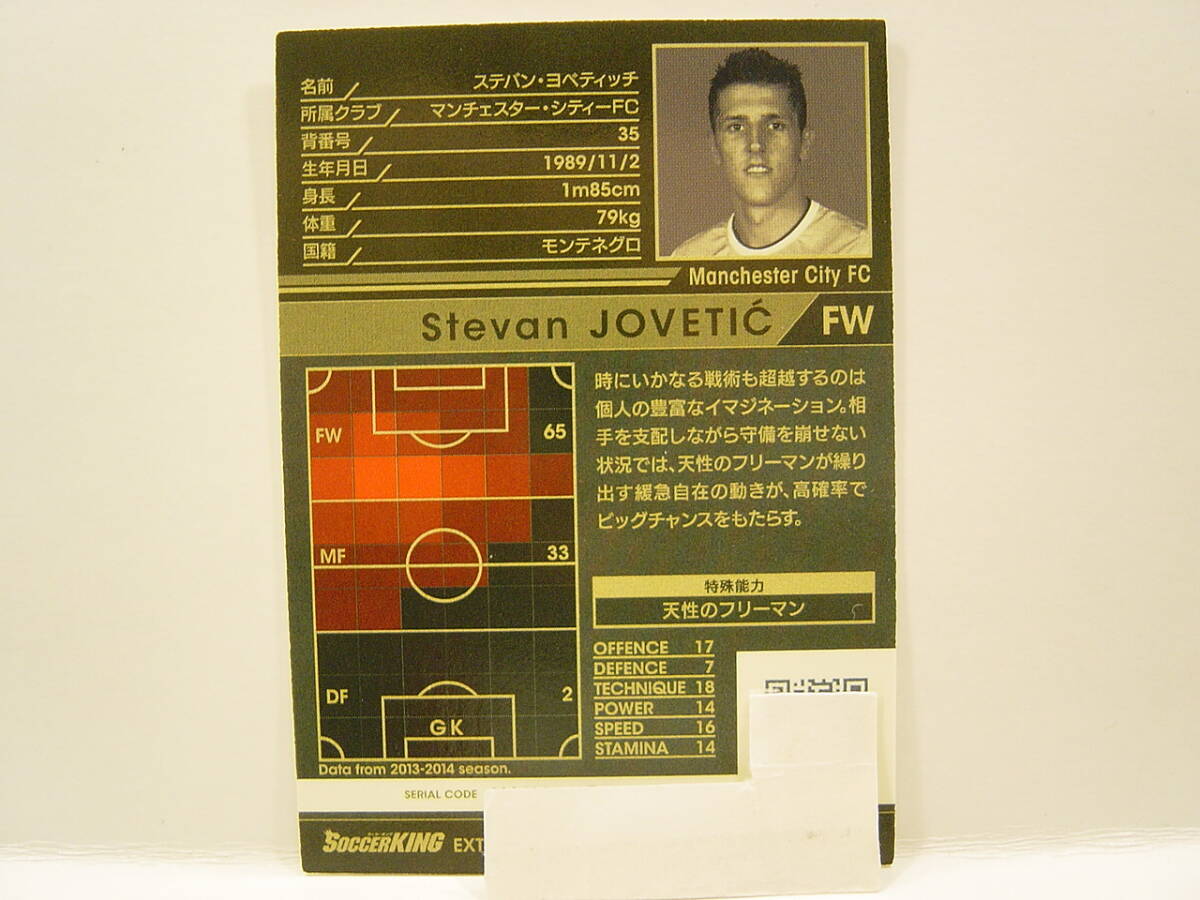 名前 ステバン・ヨベティッチ
所属クラブ マンチェスター・シティーFC
背番号 35
生年月日 1989/11/2
身長 1m85cm
体重 79kg
国籍 モンテネグロ
Manchester City FC
Stevan JOVETIĆ FW
FW 65
MF 33
DF 2
GK
Data from 2013-2014 season.
時にいかなる戦術も超越するのは
個人の豊富なイマジネーション。相
手を支配しながら守備を崩せない
状況では、天性のフリーマンが繰り
出す緩急自在の動きが、高確率で
ビッグチャンスをもたらす。
特殊能力
天性のフリーマン
OFFENCE 17
DEFENCE 7
TECHNIQUE 18
POWER 14
SPEED 16
STAMINA 14
SERIAL CODE
SOCCERKING EXT